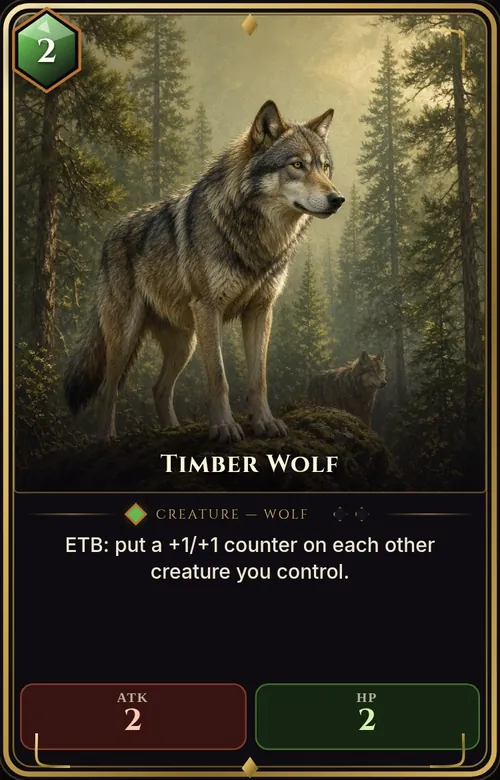 2
TIMBER WOLF
CREATURE — WOLF
ETB: put a +1/+1 counter on each other
creature you control.
ATK
2
HP
2